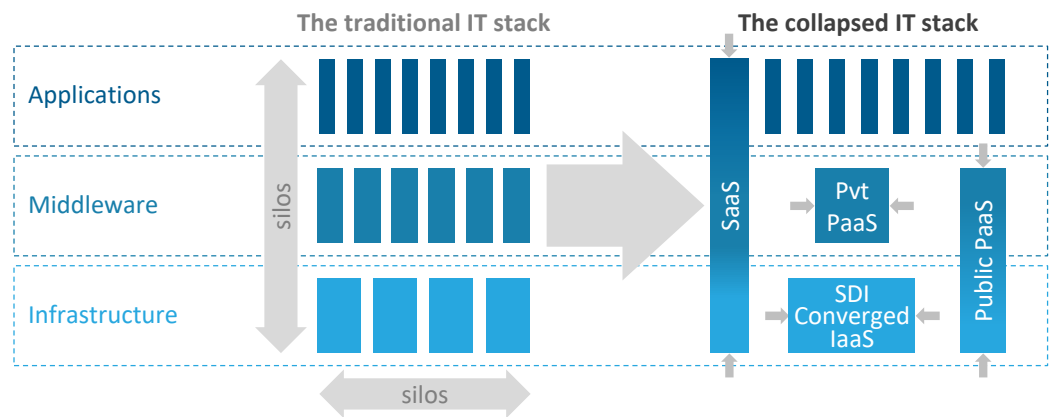 The traditional IT stack
The collapsed IT stack
Applications
Middleware
Infrastructure
silos
silos
SaaS
Pvt
PaaS
SDI
Converged
IaaS
Public PaaS